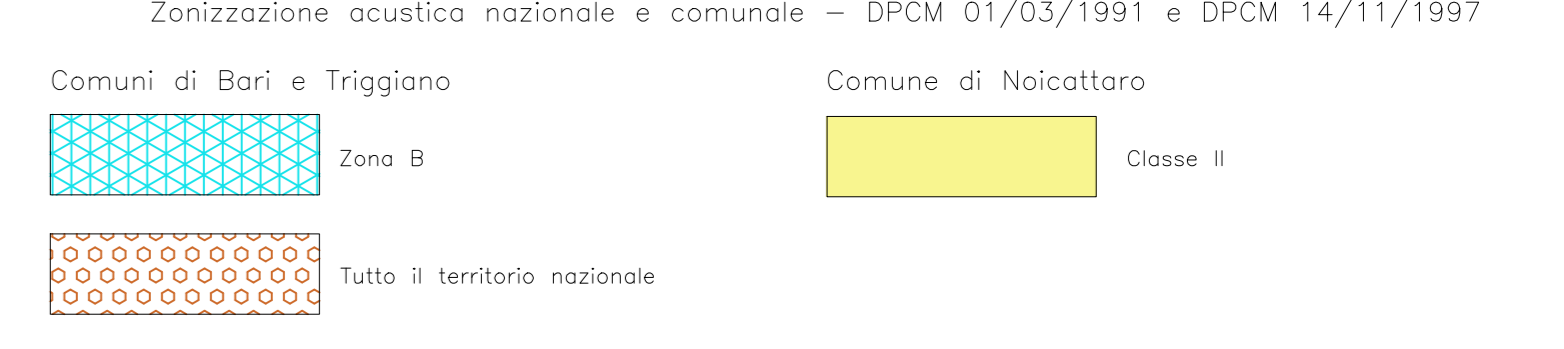 Zonizzazione acustica nazionale e comunale – DPCM 01/03/1991 e DPCM 14/11/1997
Comuni di Bari e Triggiano
Zona B
Tutto il territorio nazionale
Comune di Noicattaro
Classe II